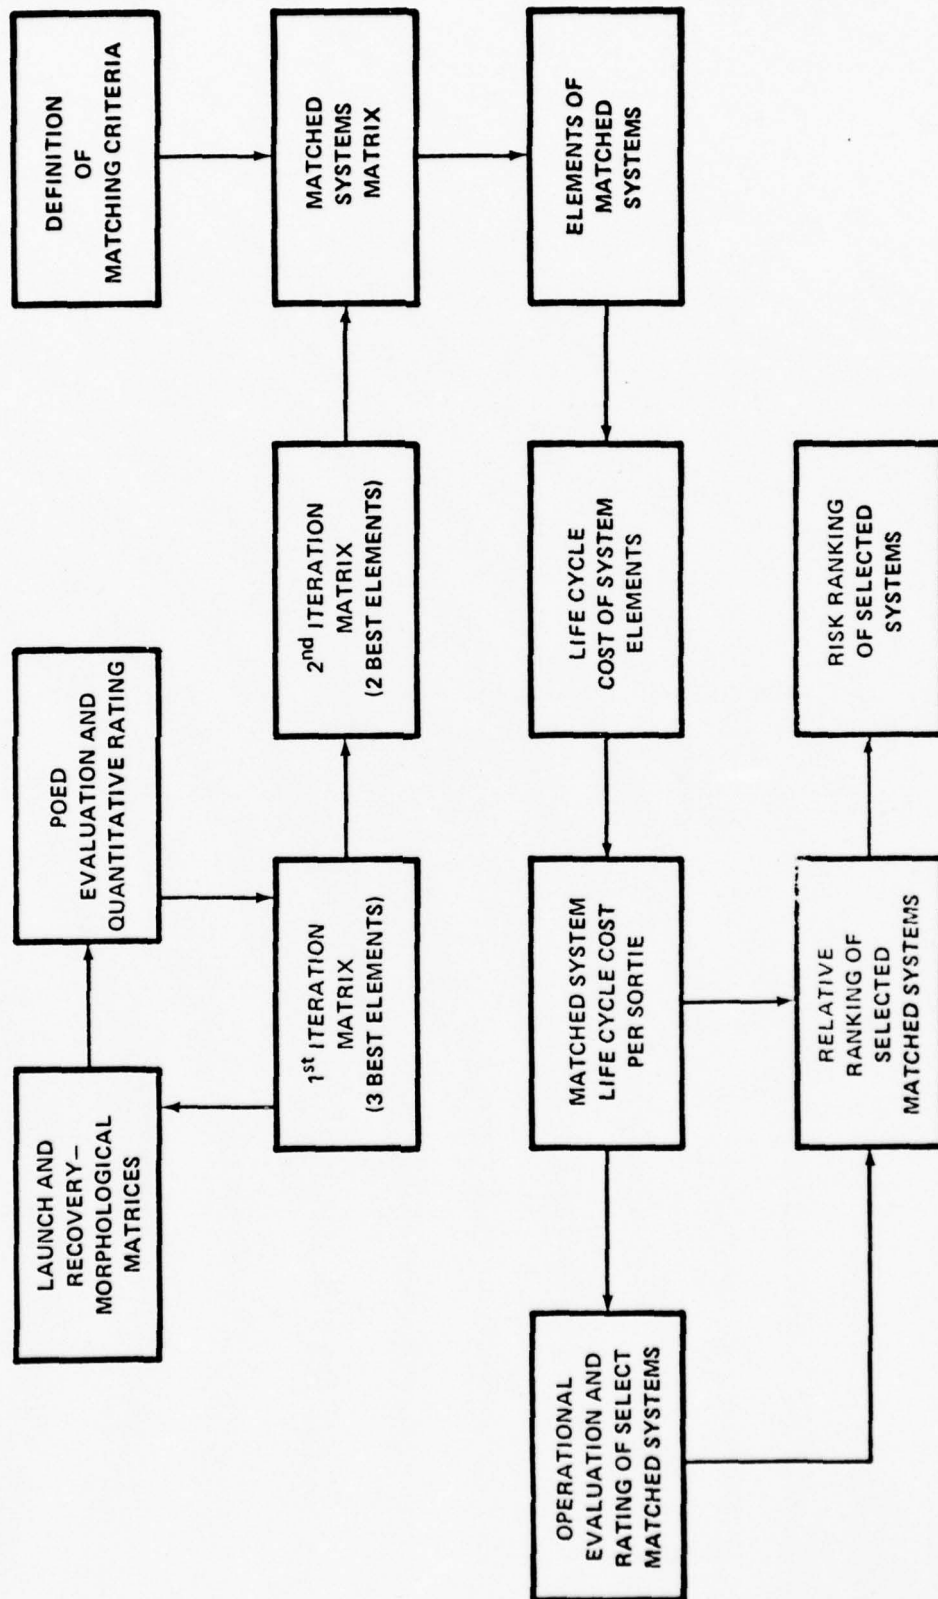 LAUNCH AND
RECOVERY–
MORPHOLOGICAL
MATRICES
POED
EVALUATION AND
QUANTITATIVE RATING
DEFINITION
OF
MATCHING CRITERIA
1st ITERATION
MATRIX
(3 BEST ELEMENTS)
2nd ITERATION
MATRIX
(2 BEST ELEMENTS)
MATCHED
SYSTEMS
MATRIX
OPERATIONAL
EVALUATION AND
RATING OF SELECT
MATCHED SYSTEMS
MATCHED SYSTEM
LIFE CYCLE COST
PER SORTIE
LIFE CYCLE
COST OF SYSTEM
ELEMENTS
ELEMENTS OF
MATCHED
SYSTEMS
RELATIVE
RANKING OF
SELECTED
MATCHED SYSTEMS
RISK RANKING
OF SELECTED
SYSTEMS